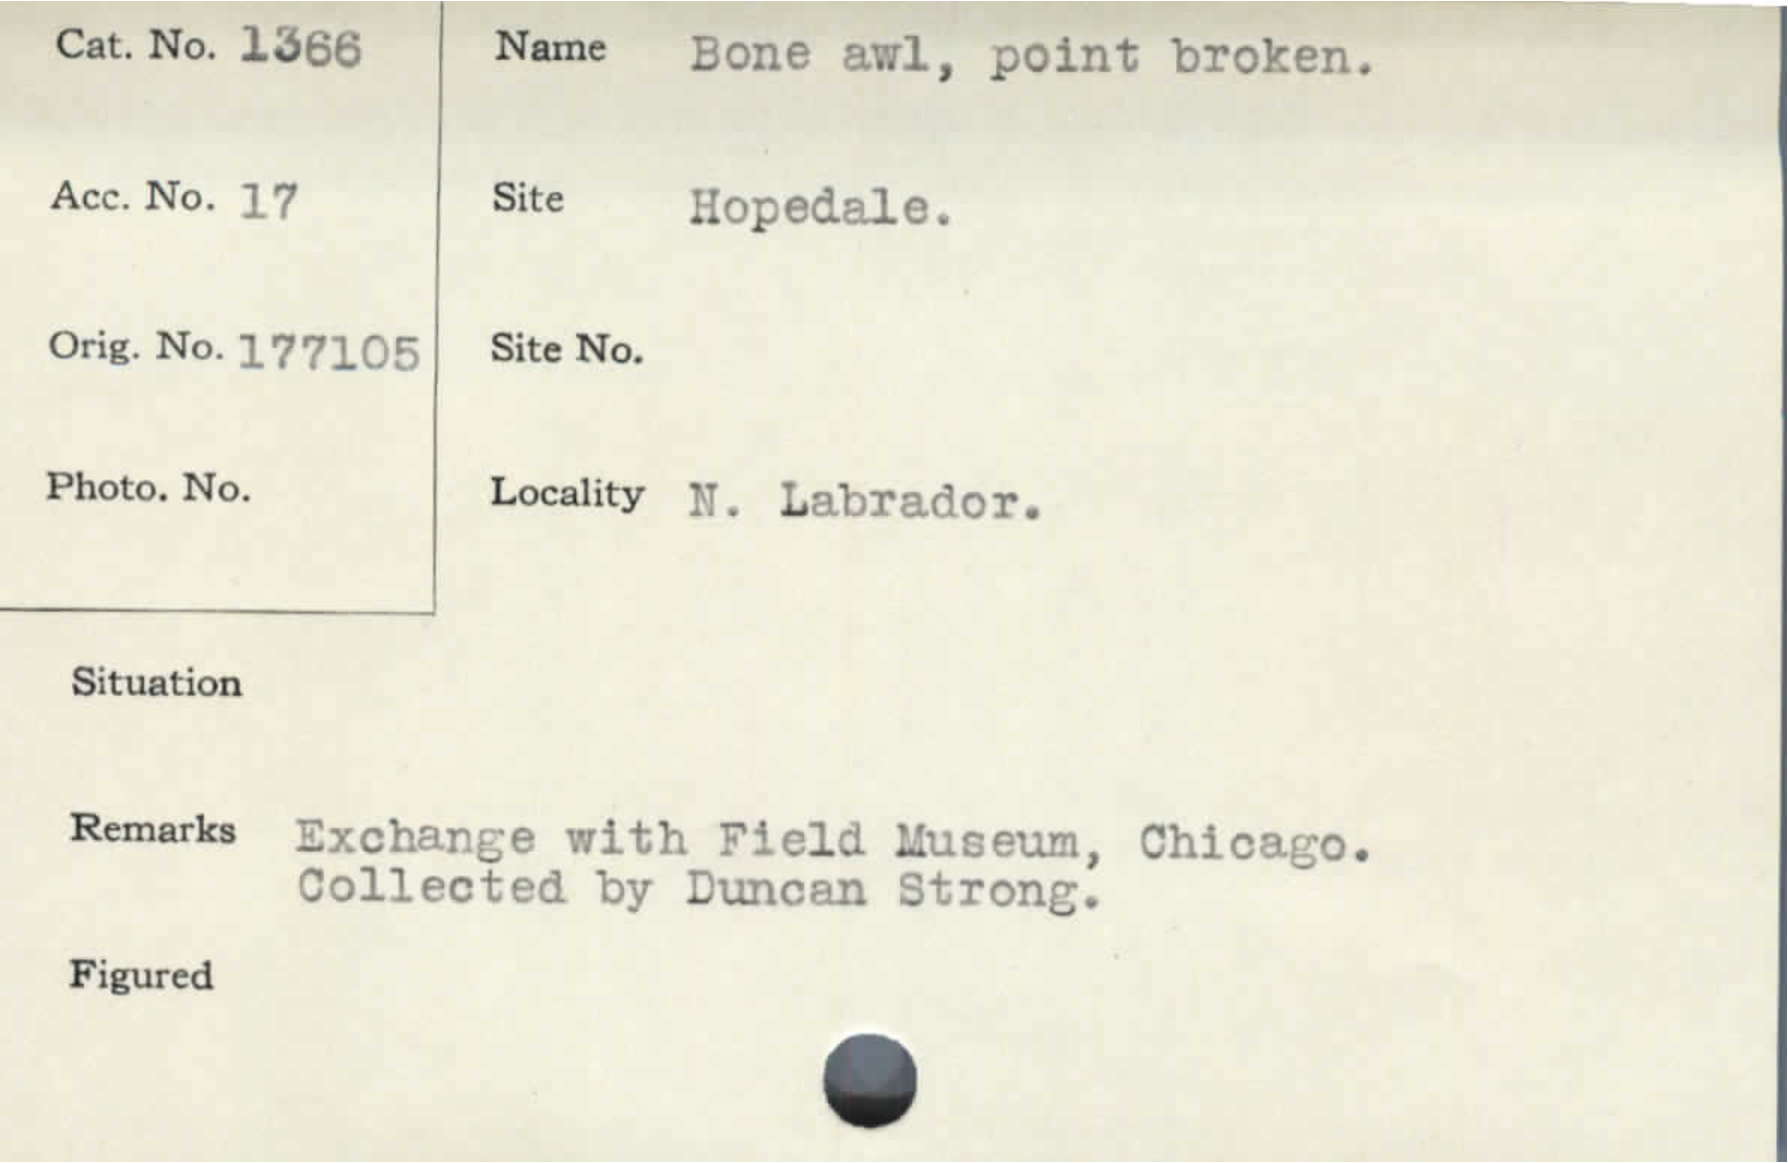 Cat. No. 1366
Name Bone awl, point broken.
Acc. No. 17
Site Hopedale.
Orig. No. 177105
Site No.
Photo. No.
Locality N. Labrador.
Situation
Remarks Exchange with Field Museum, Chicago.
Collected by Duncan Strong.
Figured